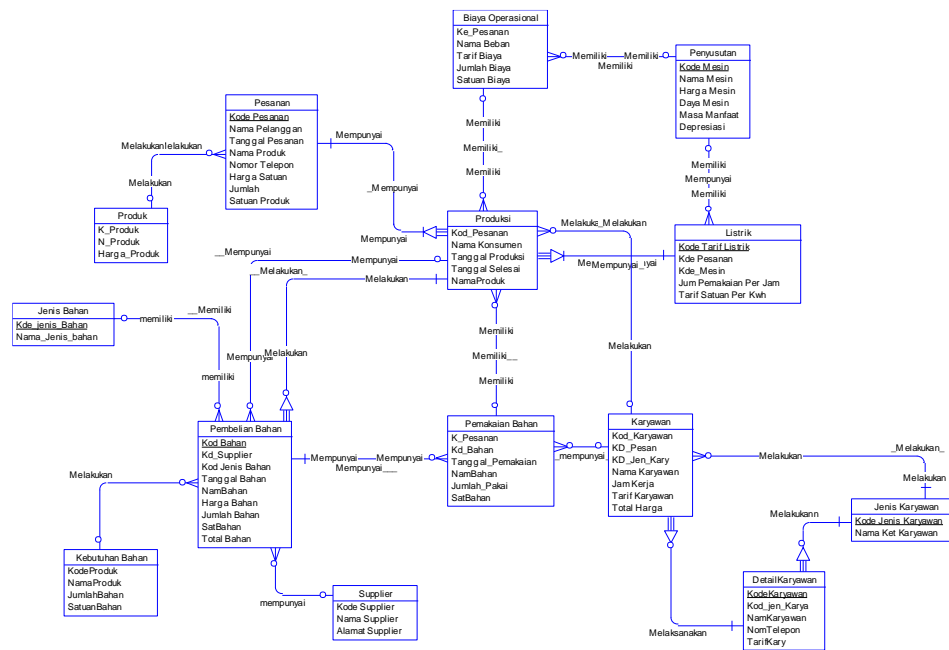 Biaya Operasional
Ke_Pesanan
Nama Beban
Tarif Biaya
Jumlah Biaya
Satuan Biaya
Memiliki
Memiliki
Memiliki
Penyusutan
Kode Mesin
Nama Mesin
Harga Mesin
Daya Mesin
Masa Manfaat
Depresiasi
Pesanan
Kode Pesanan
Nama Pelanggan
Tanggal Pesanan
Nama Produk
Nomor Telepon
Harga Satuan
Jumlah
Satuan Produk
Mempunyai
_Mempunyai
Mempunyai
Melakukan
Melakukan
Memiliki
Memiliki_
Memiliki
Memiliki
Mempunyai
Memiliki
Produk
K_Produk
N_Produk
Harga_Produk
Produksi
Kod_Pesanan
Nama Konsumen
Tanggal Produksi
Tanggal Selesai
NamaProduk
_Melakukan
Mempunyai_
Listrik
Kode Tarif Listrik
Kde Pesanan
Kde_Mesin
Jum Pemakaian Per Jam
Tarif Satuan Per Kwh
__Mempunyai
Mempunyai
__Melakukan_
Melakukan
Jenis Bahan
Kde_jenis_Bahan
Nama_Jenis_bahan
__Memiliki
memiliki
memiliki
Melakukan
Memiliki
Memiliki__
Memiliki
Melakukan
Pembelian Bahan
Kod Bahan
Kd_Supplier
Kod Jenis Bahan
Tanggal Bahan
NamBahan
Harga Bahan
Jumlah Bahan
SatBahan
Total Bahan
Mempunyai
Mempunyai
Mempunyai___
Pemakaian Bahan
K_Pesanan
Kd_Bahan
Tanggal_Pemakaian
NamBahan
Jumlah_Pakai
SatBahan
_mempunyai_
Karyawan
Kod_Karyawan
KD_Pesan
KD_Jen_Kary
Nama Karyawan
Jam Kerja
Tarif Karyawan
Total Harga
Melakukan
_Melakukan_
Melakukan
Jenis Karyawan
Kode Jenis Karyawan
Nama Ket Karyawan
Melakukann
Melakukan
Kebutuhan Bahan
KodeProduk
NamaProduk
JumlahBahan
SatuanBahan
mempunyai
Supplier
Kode Supplier
Nama Supplier
Alamat Supplier
DetailKaryawan
KodeKaryawan
Kod_jen_Karya
NamKaryawan
NomTelepon
TarifKary
Melaksanakan